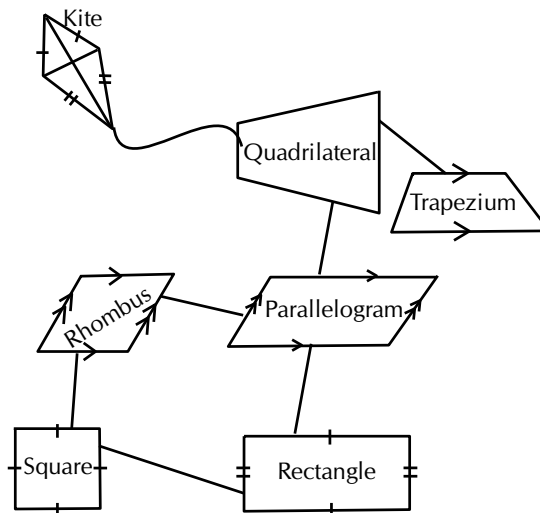 Kite
Quadrilateral
Trapezium
Rhombus
Parallelogram
Square
Rectangle